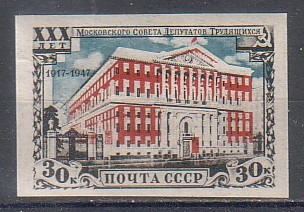 XXX
ЛЕТ
Московского Совета Депутатов Трудящихся
1917-1947
30К
30К
ПОЧТА СССР